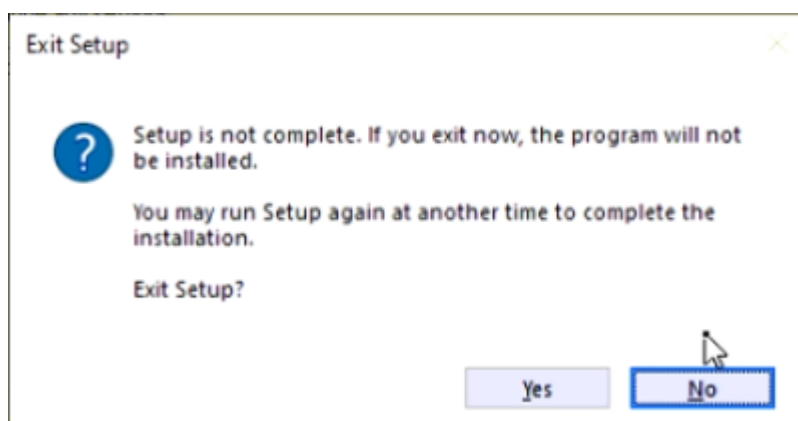 Exit Setup
Setup is not complete. If you exit now, the program will not
be installed.
You may run Setup again at another time to complete the
installation.
Exit Setup?
Yes
No